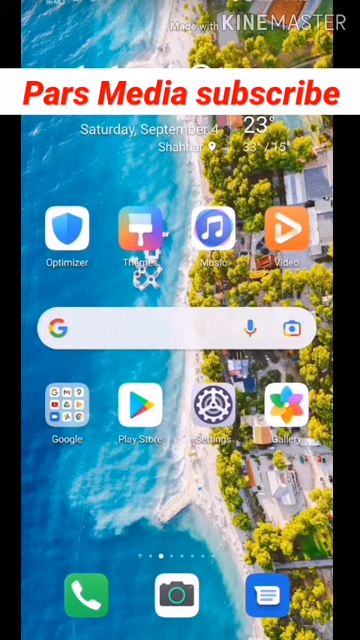 Made with KINEMASTER
Pars Media subscribe
Saturday, September 4
23°
Shahriar
33°/15°
Optimizer
Themes
Music
Video
Google
Play Store
Settings
Gallery